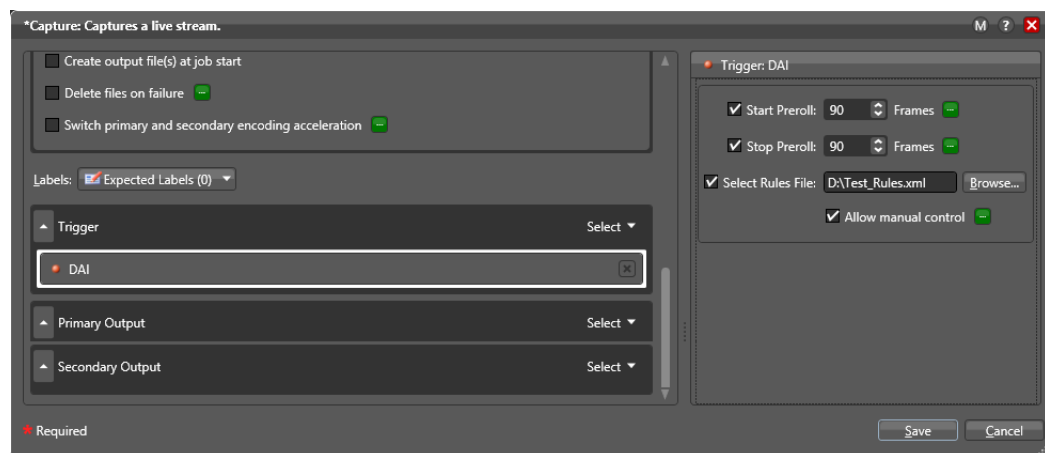 *Capture: Captures a live stream.
M ?
Create output file(s) at job start
Delete files on failure
Switch primary and secondary encoding acceleration
Labels: Expected Labels (0)
Trigger Select
DAI
Primary Output Select
Secondary Output Select
Trigger: DAI
Start Preroll: 90 Frames
Stop Preroll: 90 Frames
Select Rules File: D:\Test_Rules.xml Browse...
Allow manual control
* Required
Save Cancel